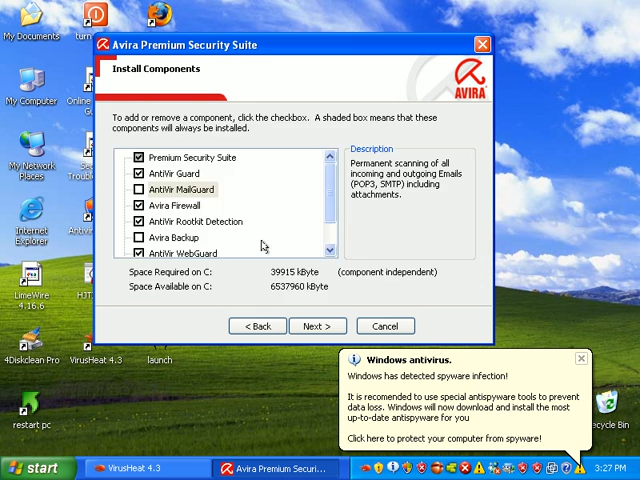 My Documents
turn
Avira Premium Security Suite
Install Components
AVIRA
My Computer
Online
To add or remove a component, click the checkbox. A shaded box means that these
components will always be installed.
My Network
Places
Trouble
Premium Security Suite
AntiVir Guard
AntiVir MailGuard
Avira Firewall
AntiVir Rootkit Detection
Avira Backup
AntiVir WebGuard
Description
Permanent scanning of all
incoming and outgoing Emails
(POP3, SMTP) including
attachments.
Internet
Explorer
Space Required on C: 39915 kByte (component independent)
Space Available on C: 6537960 kByte
LimeWire
4.16.6
HJT
< Back
Next >
Cancel
4Diskclean Pro
VirusHeat 4.3
launch
Windows antivirus.
Windows has detected spyware infection!
It is recomended to use special antispyware tools to prevent
data loss. Windows will now download and install the most
up-to-date antispyware for you
Click here to protect your computer from spyware!
restart pc
ecycle Bin
start
VirusHeat 4.3
Avira Premium Securi...
3:27 PM